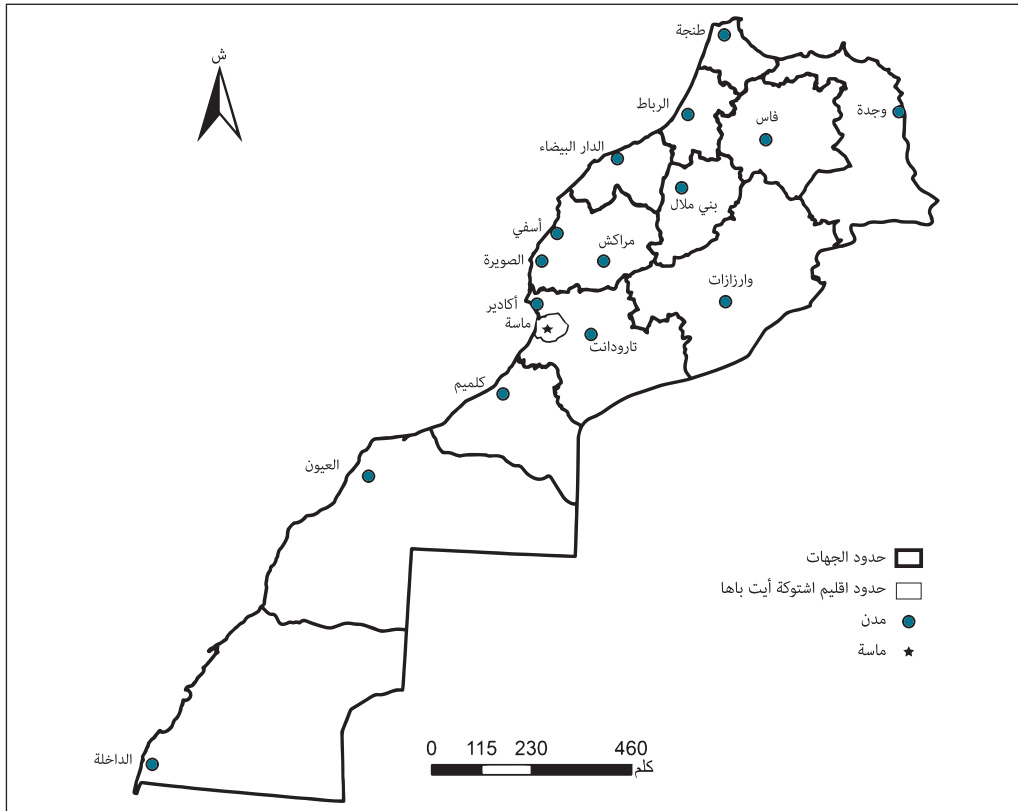 ش
طنجة
الرباط
فاس
وجدة
الدار البيضاء
بني ملال
أسفي
مراكش
الصويرة
وارزازات
أكادير
ماسة
تارودانت
كلميم
العيون
حدود الجهات
حدود اقليم اشتوكة أيت باها
مدن
ماسة
0 115 230 460
كلم
الداخلة